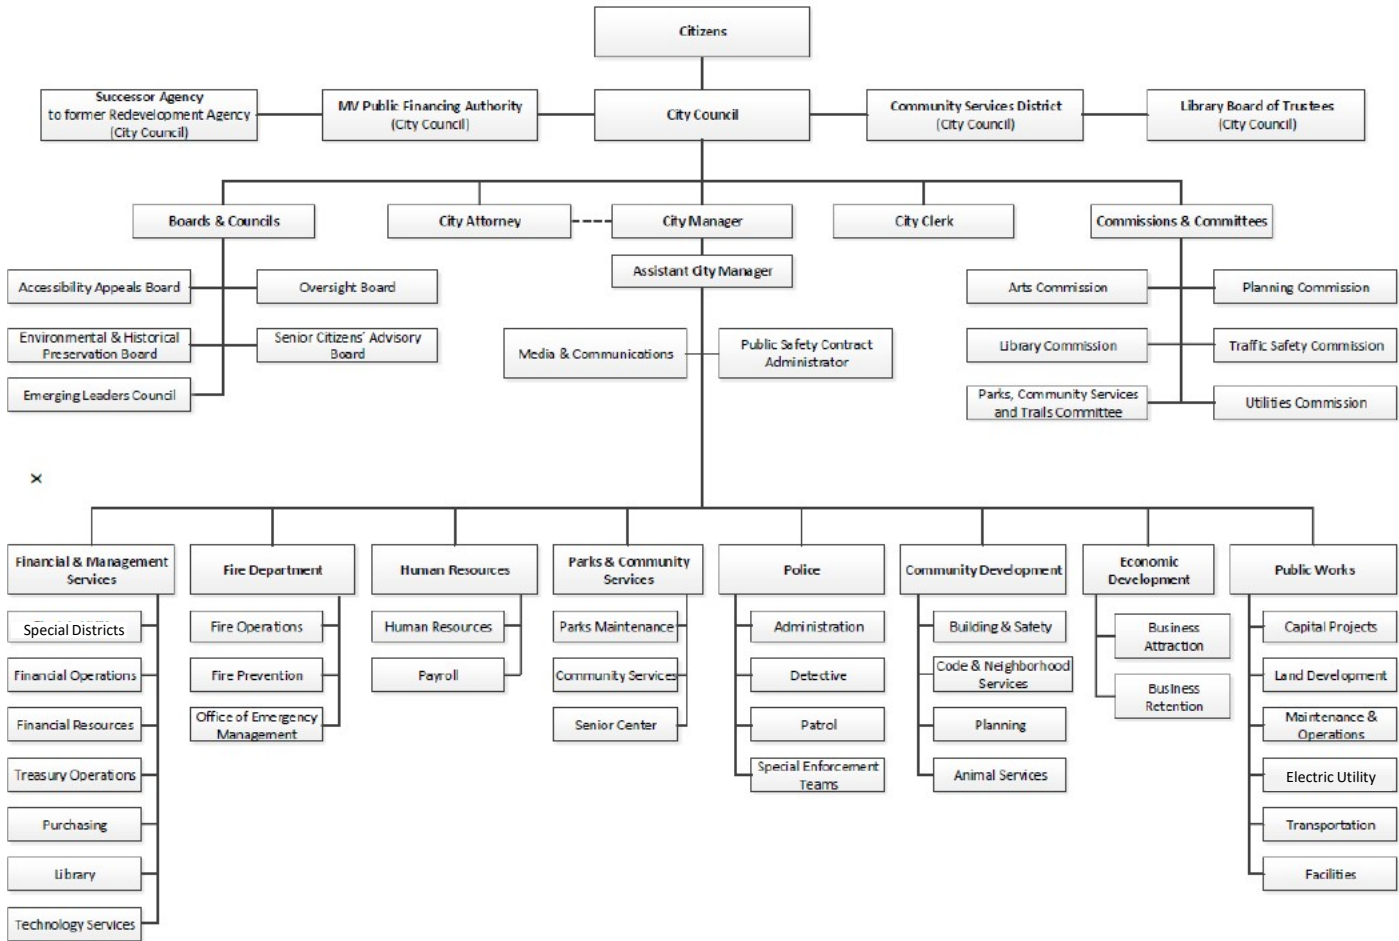 Citizens
Successor Agency
to former Redevelopment Agency
(City Council)
MV Public Financing Authority
(City Council)
City Council
Community Services District
(City Council)
Library Board of Trustees
(City Council)
Boards & Councils
City Attorney
City Manager
City Clerk
Commissions & Committees
Assistant City Manager
Accessibility Appeals Board
Oversight Board
Environmental & Historical
Preservation Board
Senior Citizens' Advisory
Board
Emerging Leaders Council
Media & Communications
Public Safety Contract
Administrator
Arts Commission
Planning Commission
Library Commission
Traffic Safety Commission
Parks, Community Services
and Trails Committee
Utilities Commission
x
Financial & Management
Services
Special Districts
Financial Operations
Financial Resources
Treasury Operations
Purchasing
Library
Technology Services
Fire Department
Fire Operations
Fire Prevention
Office of Emergency
Management
Human Resources
Human Resources
Payroll
Parks & Community
Services
Parks Maintenance
Community Services
Senior Center
Police
Administration
Detective
Patrol
Special Enforcement
Teams
Community Development
Building & Safety
Code & Neighborhood
Services
Planning
Animal Services
Economic
Development
Business
Attraction
Business
Retention
Public Works
Capital Projects
Land Development
Maintenance &
Operations
Electric Utility
Transportation
Facilities